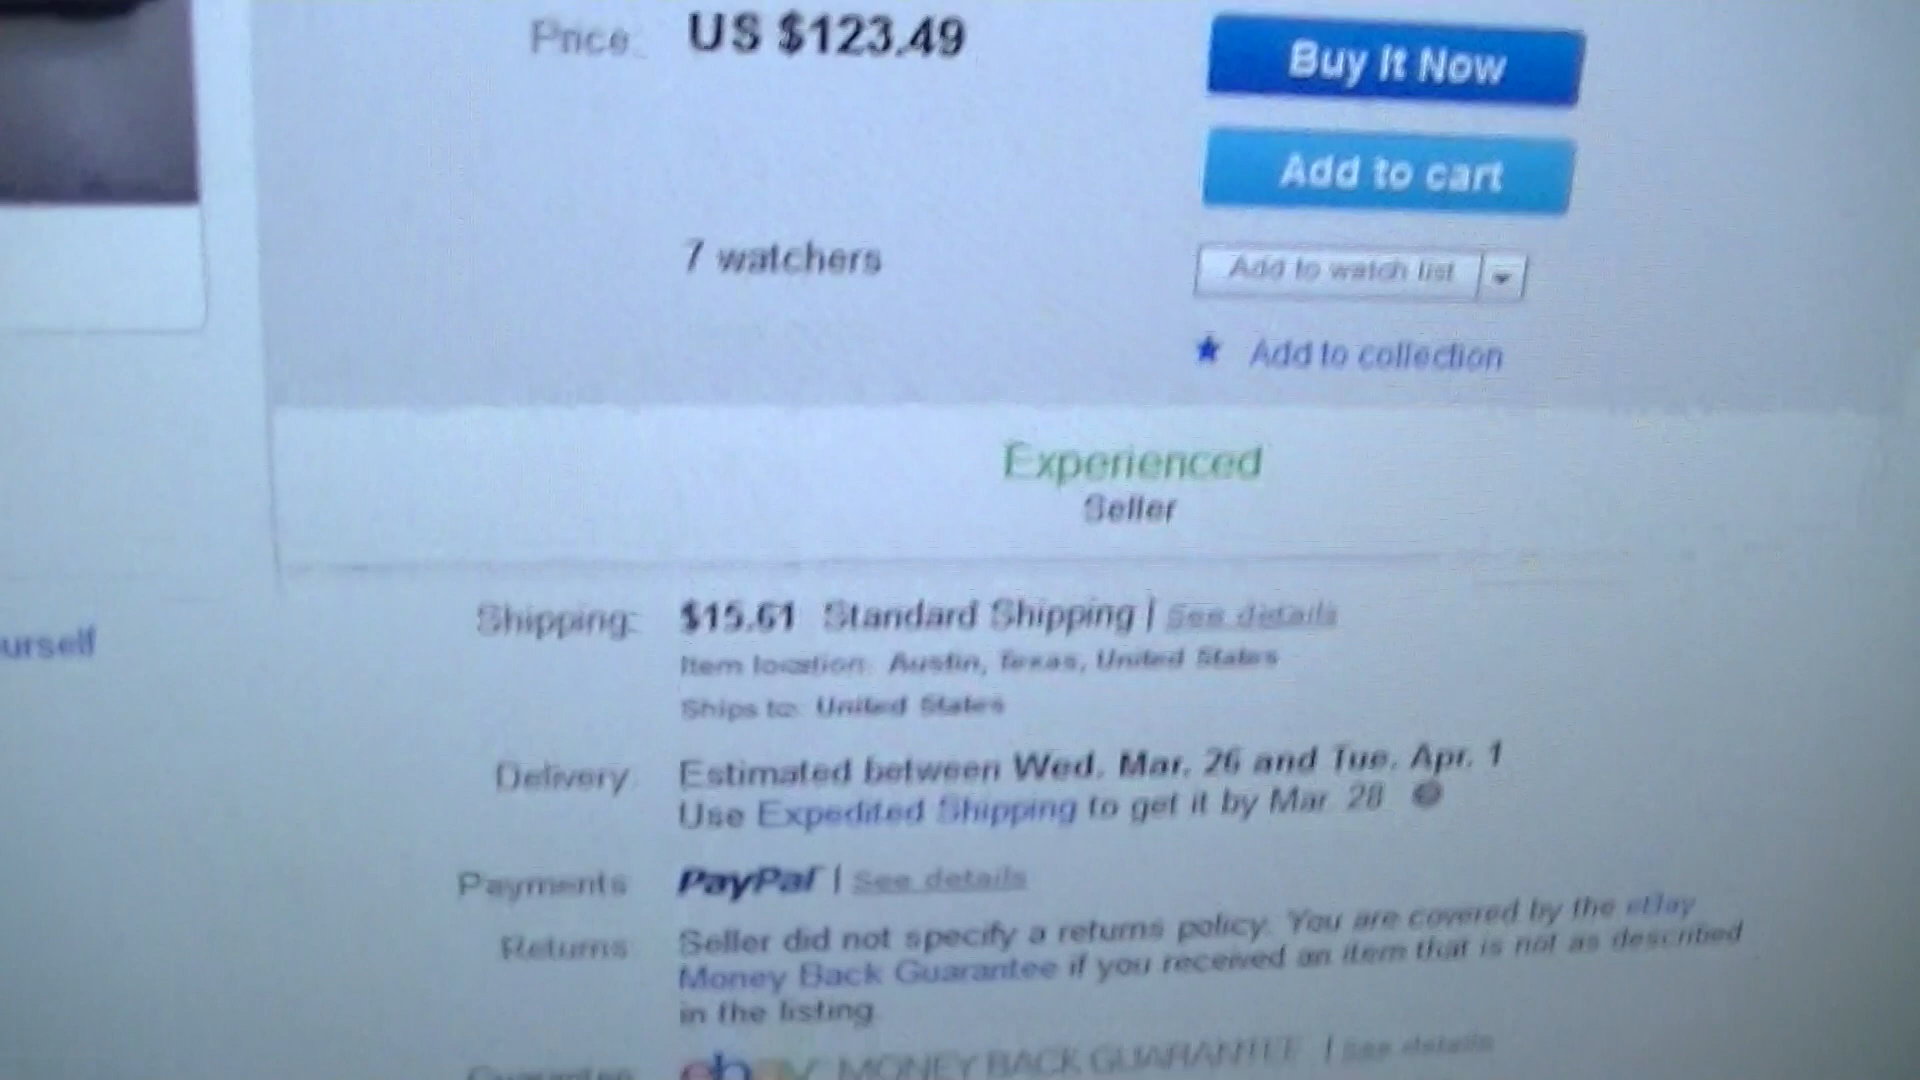 Price: US $123.49
Buy It Now
Add to cart
7 watchers
Add to watch list
Add to collection
Experienced
Seller
urself
Shipping: $15.61 Standard Shipping | See details
Item location: Austin, Texas, United States
Ships to: United States
Delivery: Estimated between Wed. Mar. 26 and Tue. Apr. 1
Use Expedited Shipping to get it by Mar. 28
Payments: PayPal | See details
Returns: Seller did not specify a returns policy. You are covered by the eBay
Money Back Guarantee if you received an item that is not as described
in the listing.
ebay MONEY BACK GUARANTEE | See details